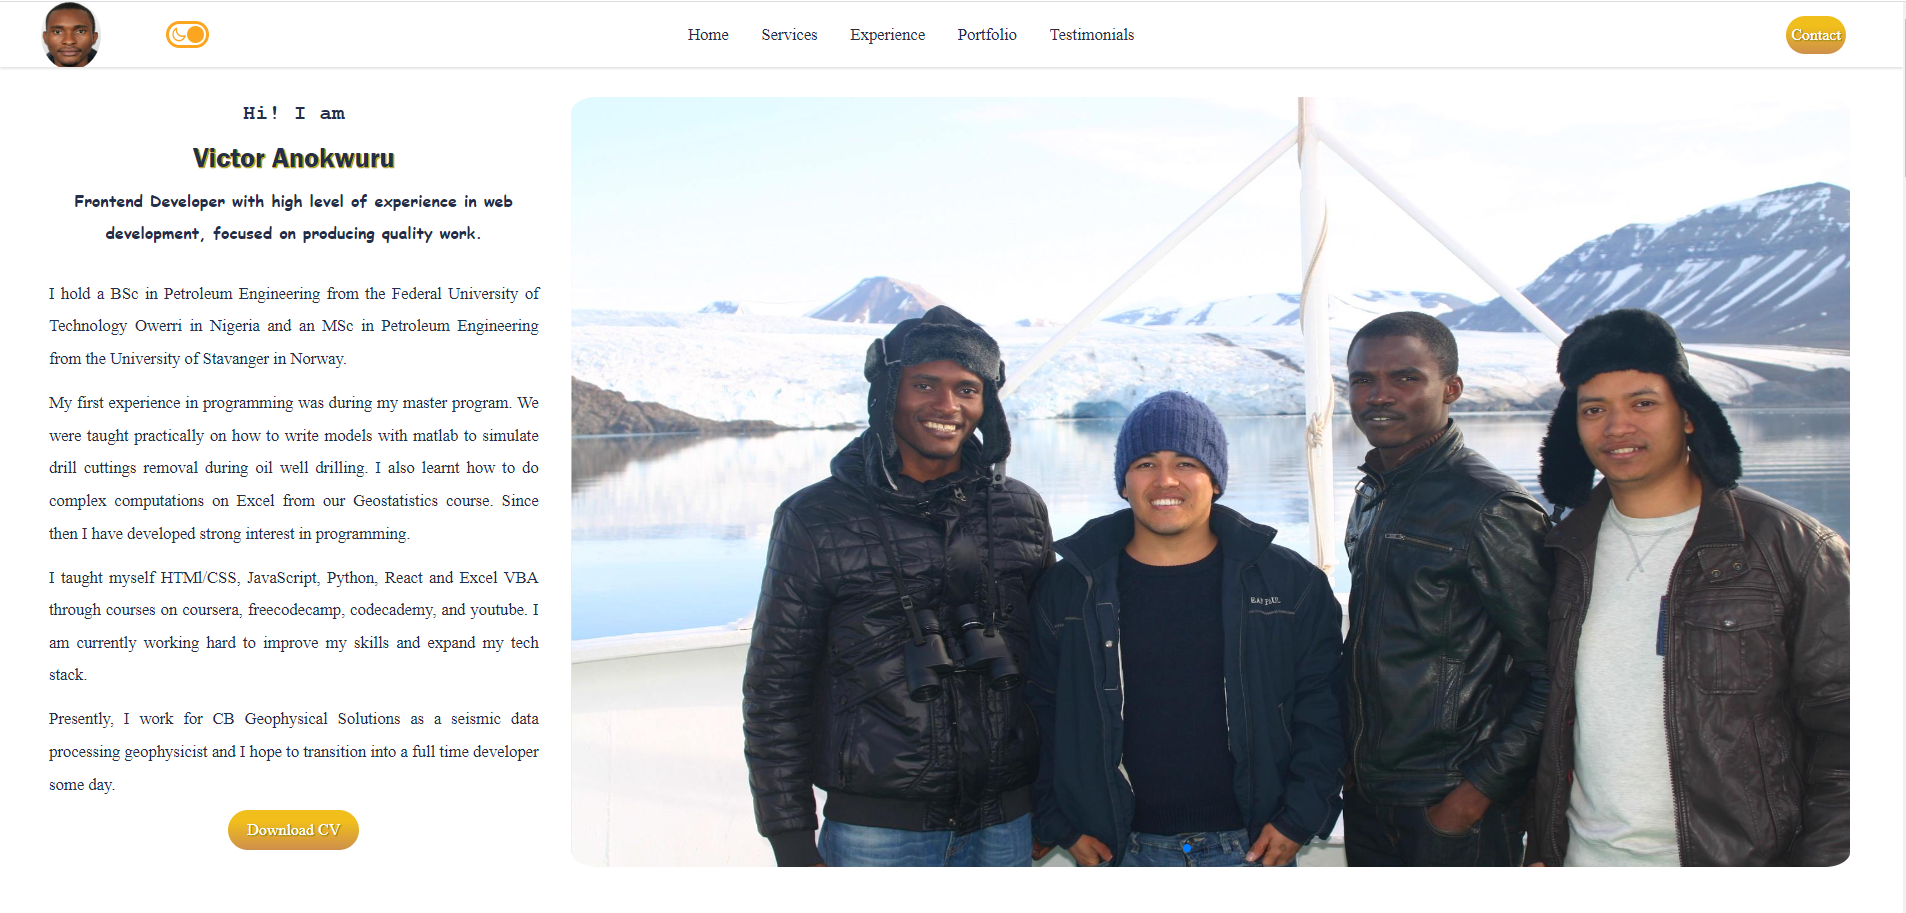 Home Services Experience Portfolio Testimonials Contact
Hi! I am
Victor Anokwuru
Frontend Developer with high level of experience in web
development, focused on producing quality work.
I hold a BSc in Petroleum Engineering from the Federal University of
Technology Owerri in Nigeria and an MSc in Petroleum Engineering
from the University of Stavanger in Norway.
My first experience in programming was during my master program. We
were taught practically on how to write models with matlab to simulate
drill cuttings removal during oil well drilling. I also learnt how to do
complex computations on Excel from our Geostatistics course. Since
then I have developed strong interest in programming.
I taught myself HTMl/CSS, JavaScript, Python, React and Excel VBA
through courses on coursera, freecodecamp, codecademy, and youtube. I
am currently working hard to improve my skills and expand my tech
stack.
Presently, I work for CB Geophysical Solutions as a seismic data
processing geophysicist and I hope to transition into a full time developer
some day.
Download CV